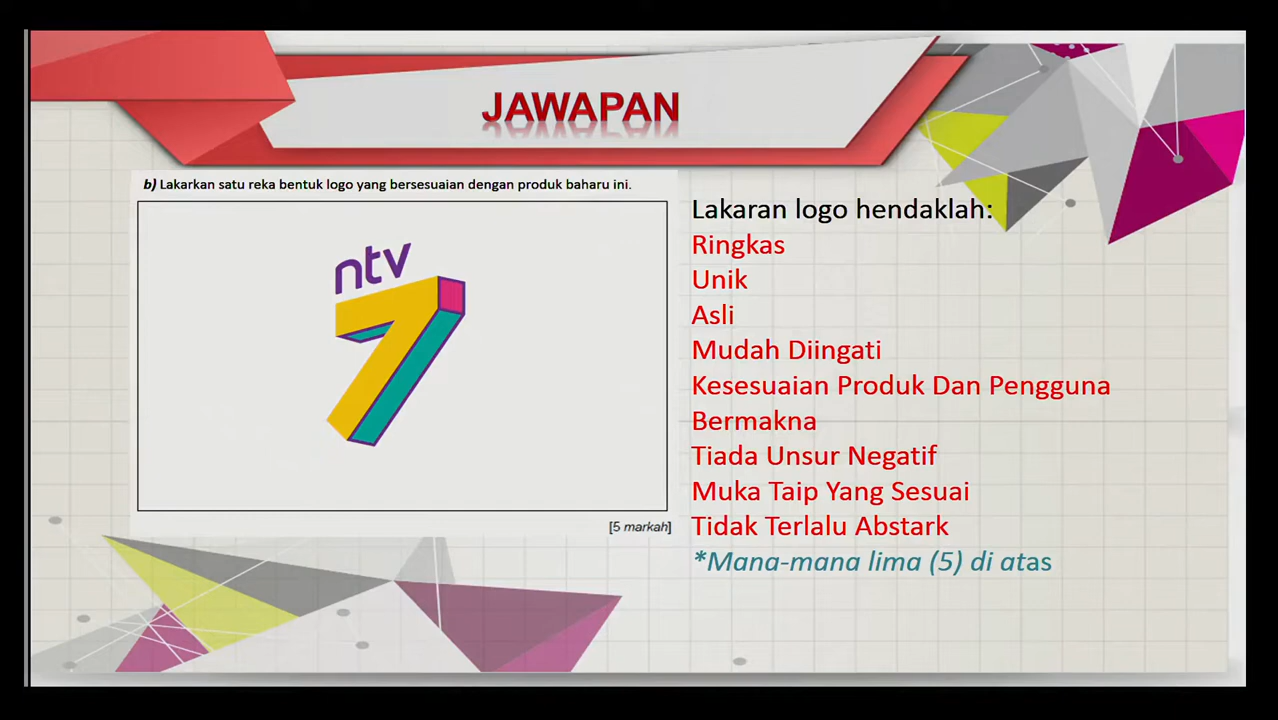 JAWAPAN
b) Lakarkan satu reka bentuk logo yang bersesuaian dengan produk baharu ini.
ntv
7
[5 markah]
Lakaran logo hendaklah:
Ringkas
Unik
Asli
Mudah Diingati
Kesesuaian Produk Dan Pengguna
Bermakna
Tiada Unsur Negatif
Muka Taip Yang Sesuai
Tidak Terlalu Abstark
*Mana-mana lima (5) di atas